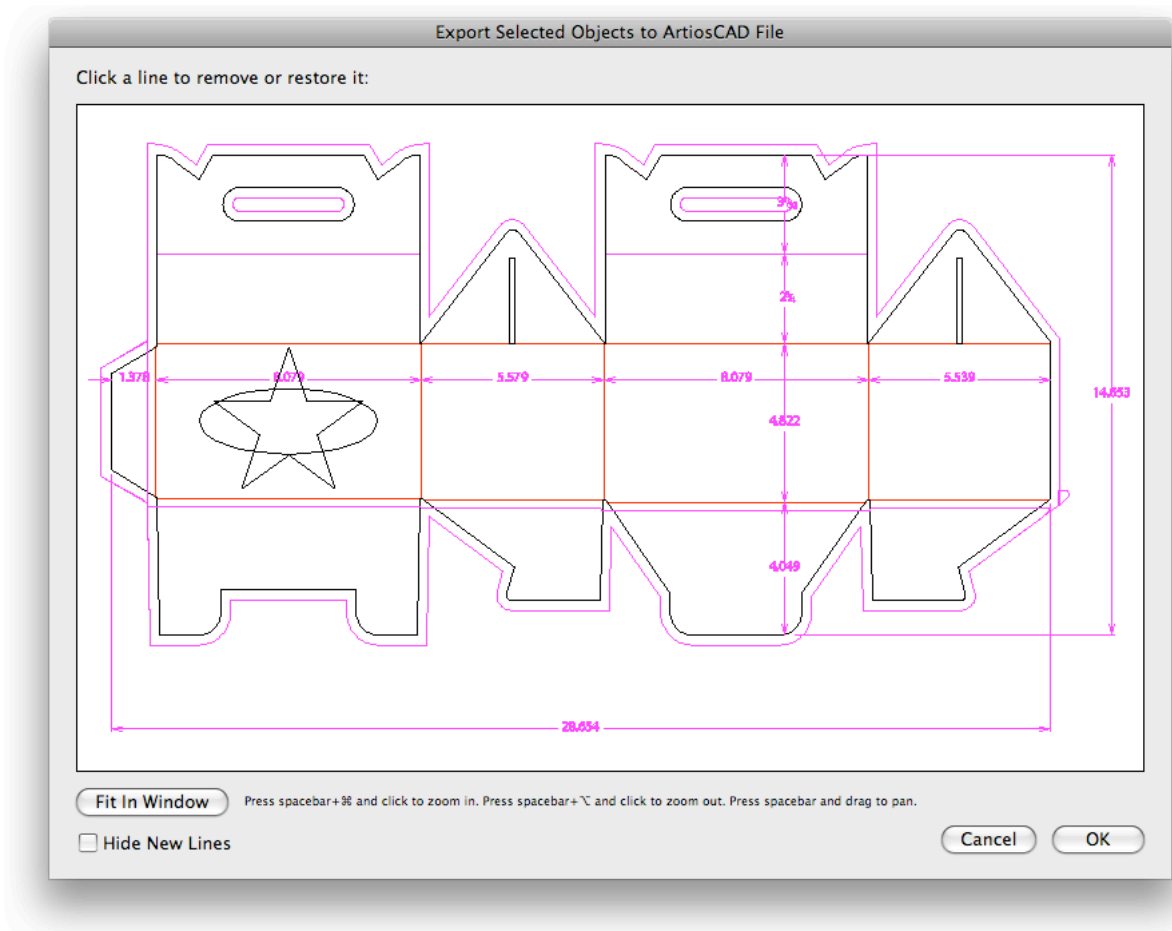 Export Selected Objects to ArtiosCAD File
Click a line to remove or restore it:
2¾
1.378 8.079 5.579 8.079 5.539
14.653
4.822
4.049
28.654
Fit In Window Press spacebar+⌘ and click to zoom in. Press spacebar+⌥ and click to zoom out. Press spacebar and drag to pan.
Hide New Lines
Cancel OK